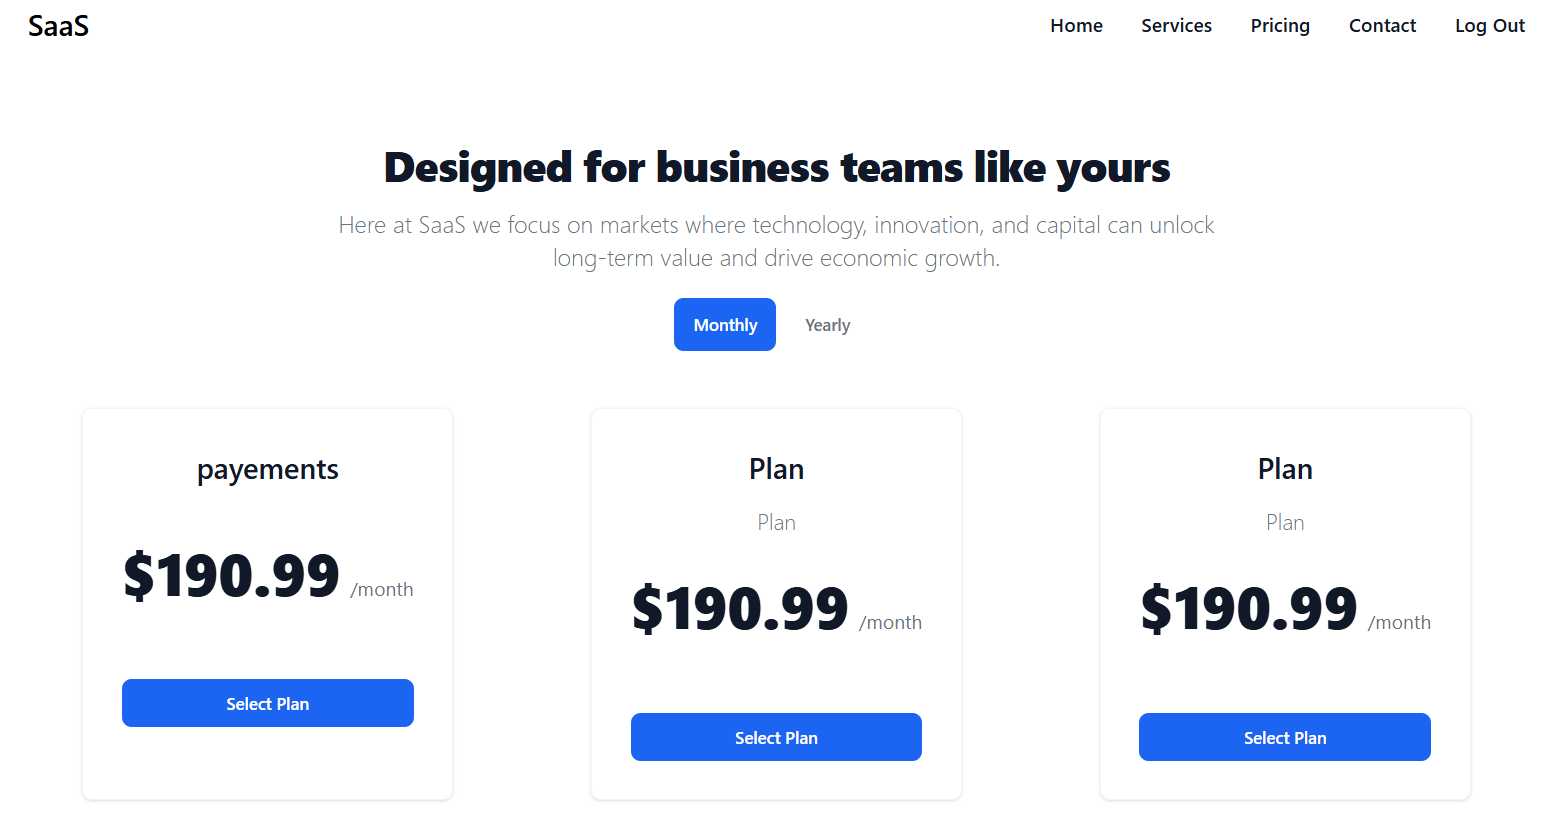 SaaS
Home Services Pricing Contact Log Out
Designed for business teams like yours
Here at SaaS we focus on markets where technology, innovation, and capital can unlock
long-term value and drive economic growth.
Monthly Yearly
payements
$190.99 /month
Select Plan
Plan
Plan
$190.99 /month
Select Plan
Plan
Plan
$190.99 /month
Select Plan